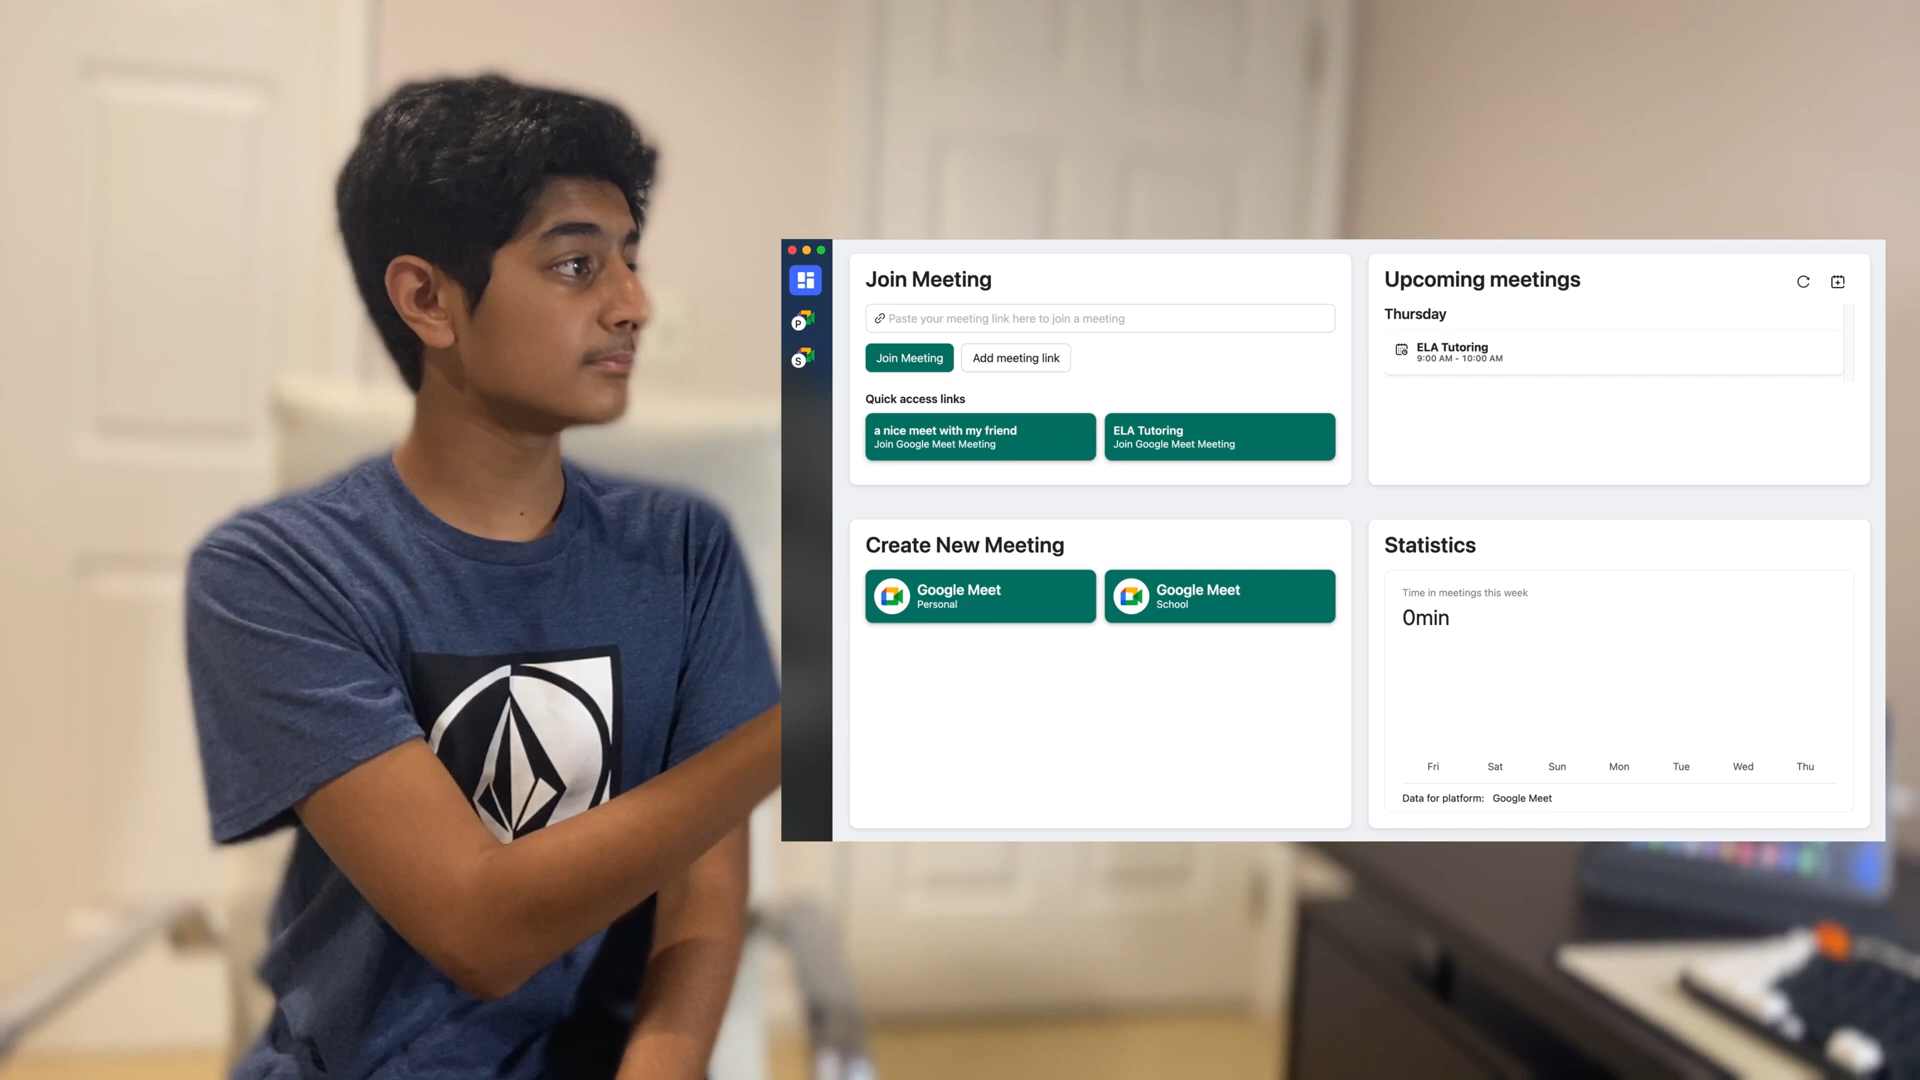 P
S
Join Meeting
Paste your meeting link here to join a meeting
Join Meeting
Add meeting link
Quick access links
a nice meet with my friend
Join Google Meet Meeting
ELA Tutoring
Join Google Meet Meeting
Upcoming meetings
Thursday
ELA Tutoring
9:00 AM - 10:00 AM
Create New Meeting
Google Meet
Personal
Google Meet
School
Statistics
Time in meetings this week
0min
Fri Sat Sun Mon Tue Wed Thu
Data for platform: Google Meet